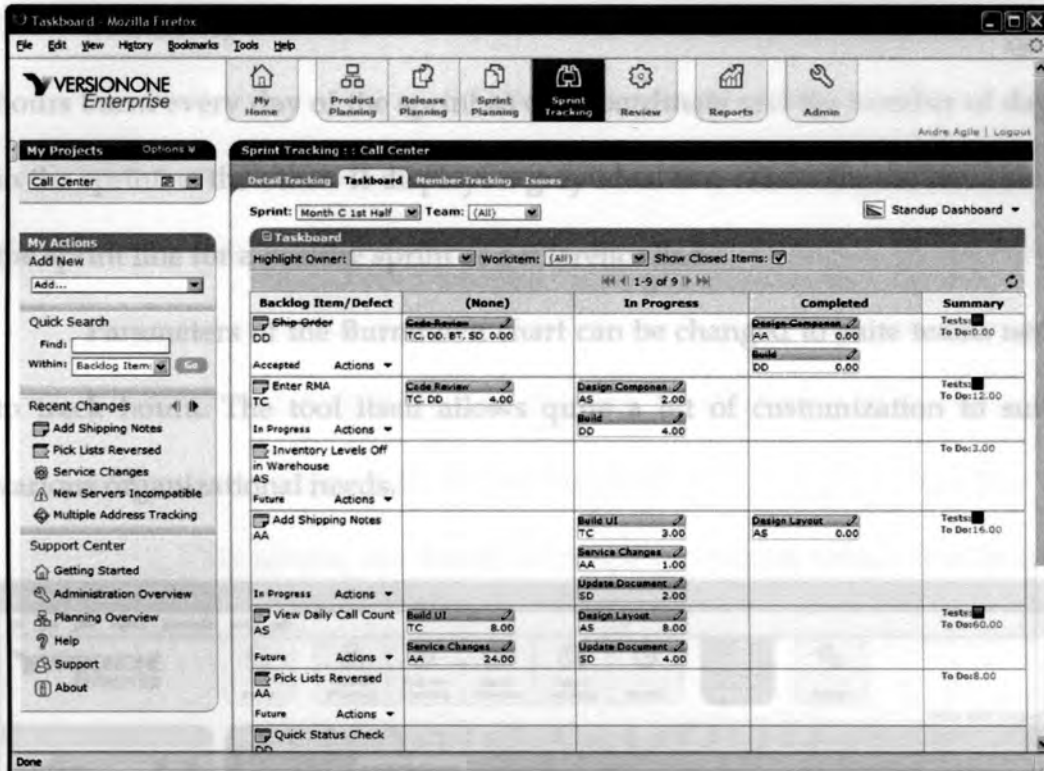 Taskboard - Mozilla Firefox
File Edit View History Bookmarks Tools Help
VERSIONONE
Enterprise
My Home
Product Planning
Release Planning
Sprint Planning
Sprint Tracking
Sprint Review
Reports
Admin
Andre Agile | Logout
My Projects Options
Call Center
Sprint Tracking : : Call Center
Detail Tracking Taskboard Member Tracking Issues
Sprint: Month C 1st Half Team: (All)
Standup Dashboard
My Actions
Add New
Add...
Quick Search
Find:
Within: Backlog Item: Go
Recent Changes
Add Shipping Notes
Pick Lists Reversed
Service Changes
New Servers Incompatible
Multiple Address Tracking
Support Center
Getting Started
Administration Overview
Planning Overview
Help
Support
About
Taskboard
Highlight Owner: Workitem: (All) Show Closed Items:
1-9 of 9
Backlog Item/Defect (None) In Progress Completed Summary
Ship Order
DD
Accepted Actions
Code Review
TC, DD, BT, SD 0.00
Design Componen
AA 0.00
Build
DD 0.00
Tests:
To Do:0.00
Enter RMA
TC
In Progress Actions
Code Review
TC, DD 4.00
Design Componen
AS 2.00
Build
DD 4.00
Tests:
To Do:12.00
Inventory Levels Off
in Warehouse
AS
Future Actions
To Do:3.00
Add Shipping Notes
AA
In Progress Actions
Build UI
TC 3.00
Service Changes
AA 1.00
Update Document
SD 2.00
Design Layout
AS 0.00
Tests:
To Do:16.00
View Daily Call Count
AS
Future Actions
Build UI
TC 8.00
Service Changes
AA 24.00
Design Layout
AS 8.00
Update Document
SD 4.00
Tests:
To Do:60.00
Pick Lists Reversed
AA
Future Actions
To Do:8.00
Quick Status Check
DD
Done